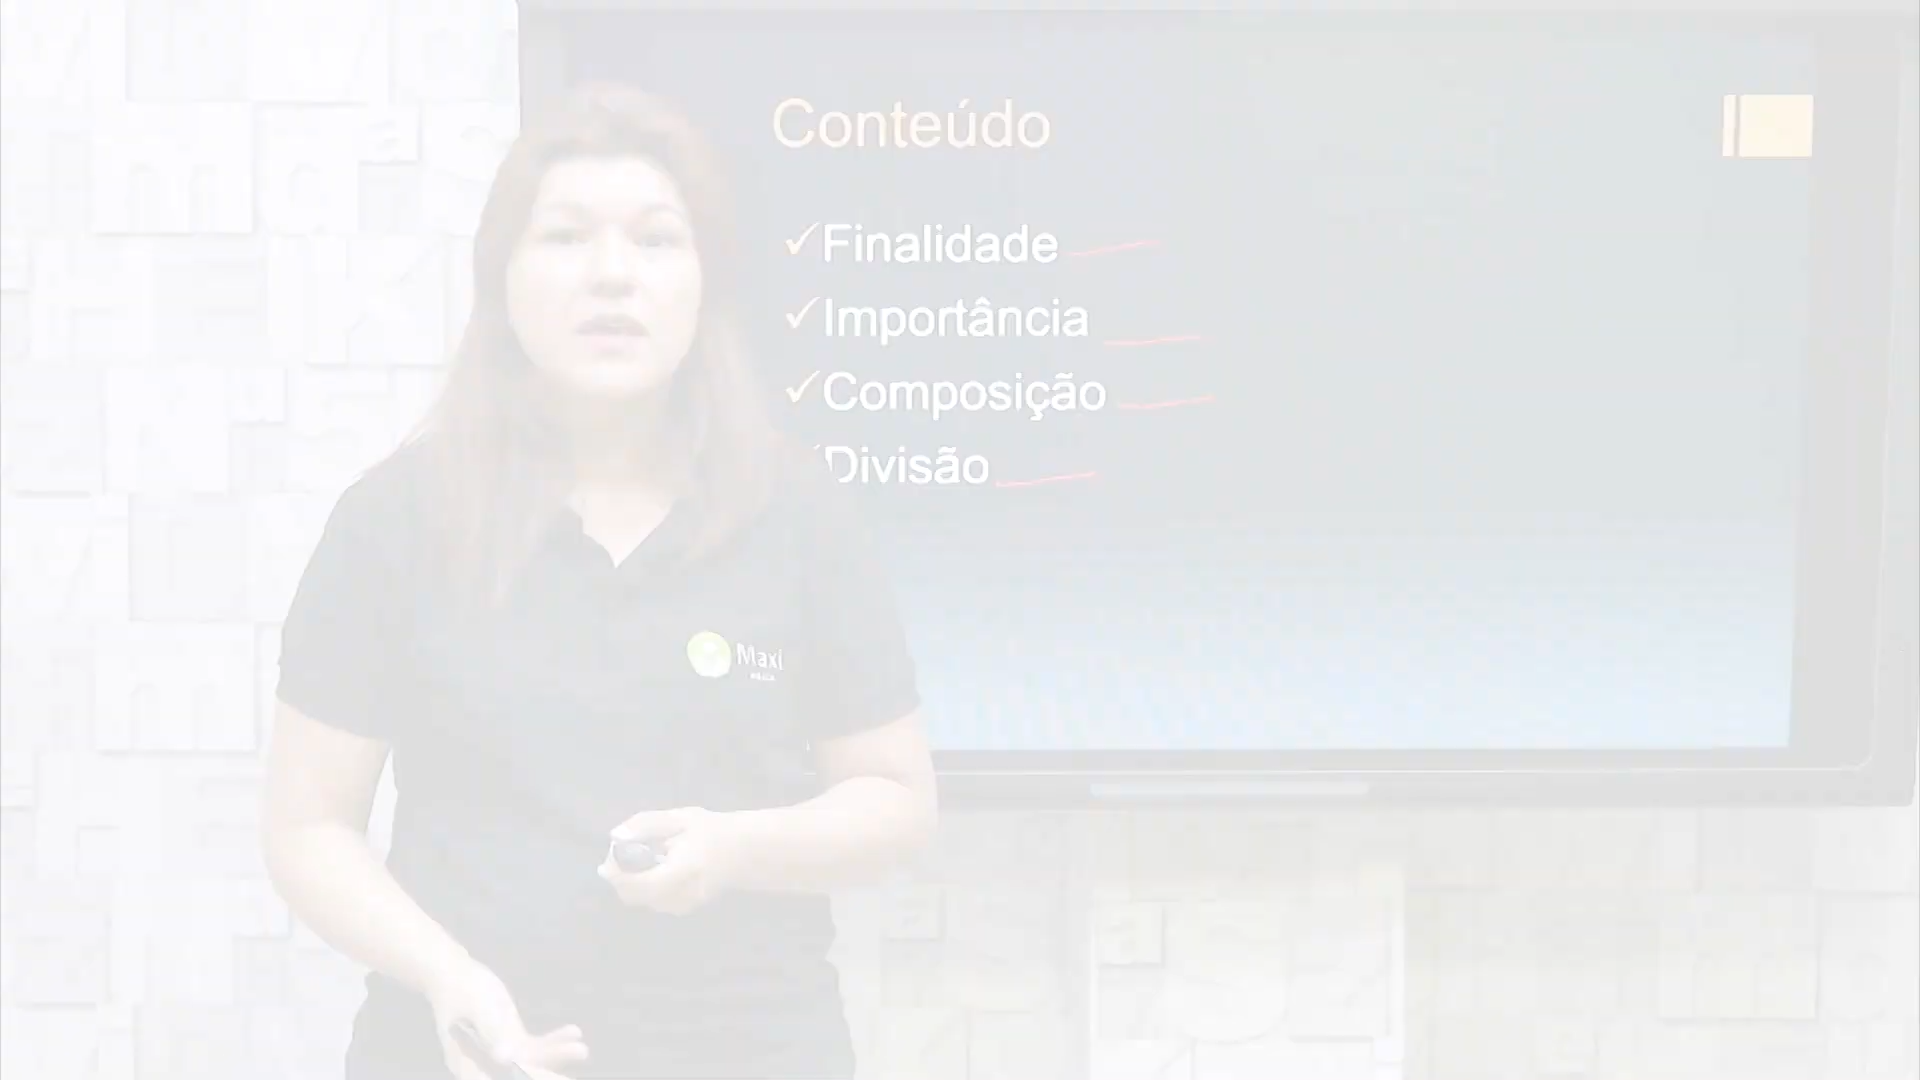 Conteúdo
✓Finalidade
✓Importância
✓Composição
Divisão
Maxi